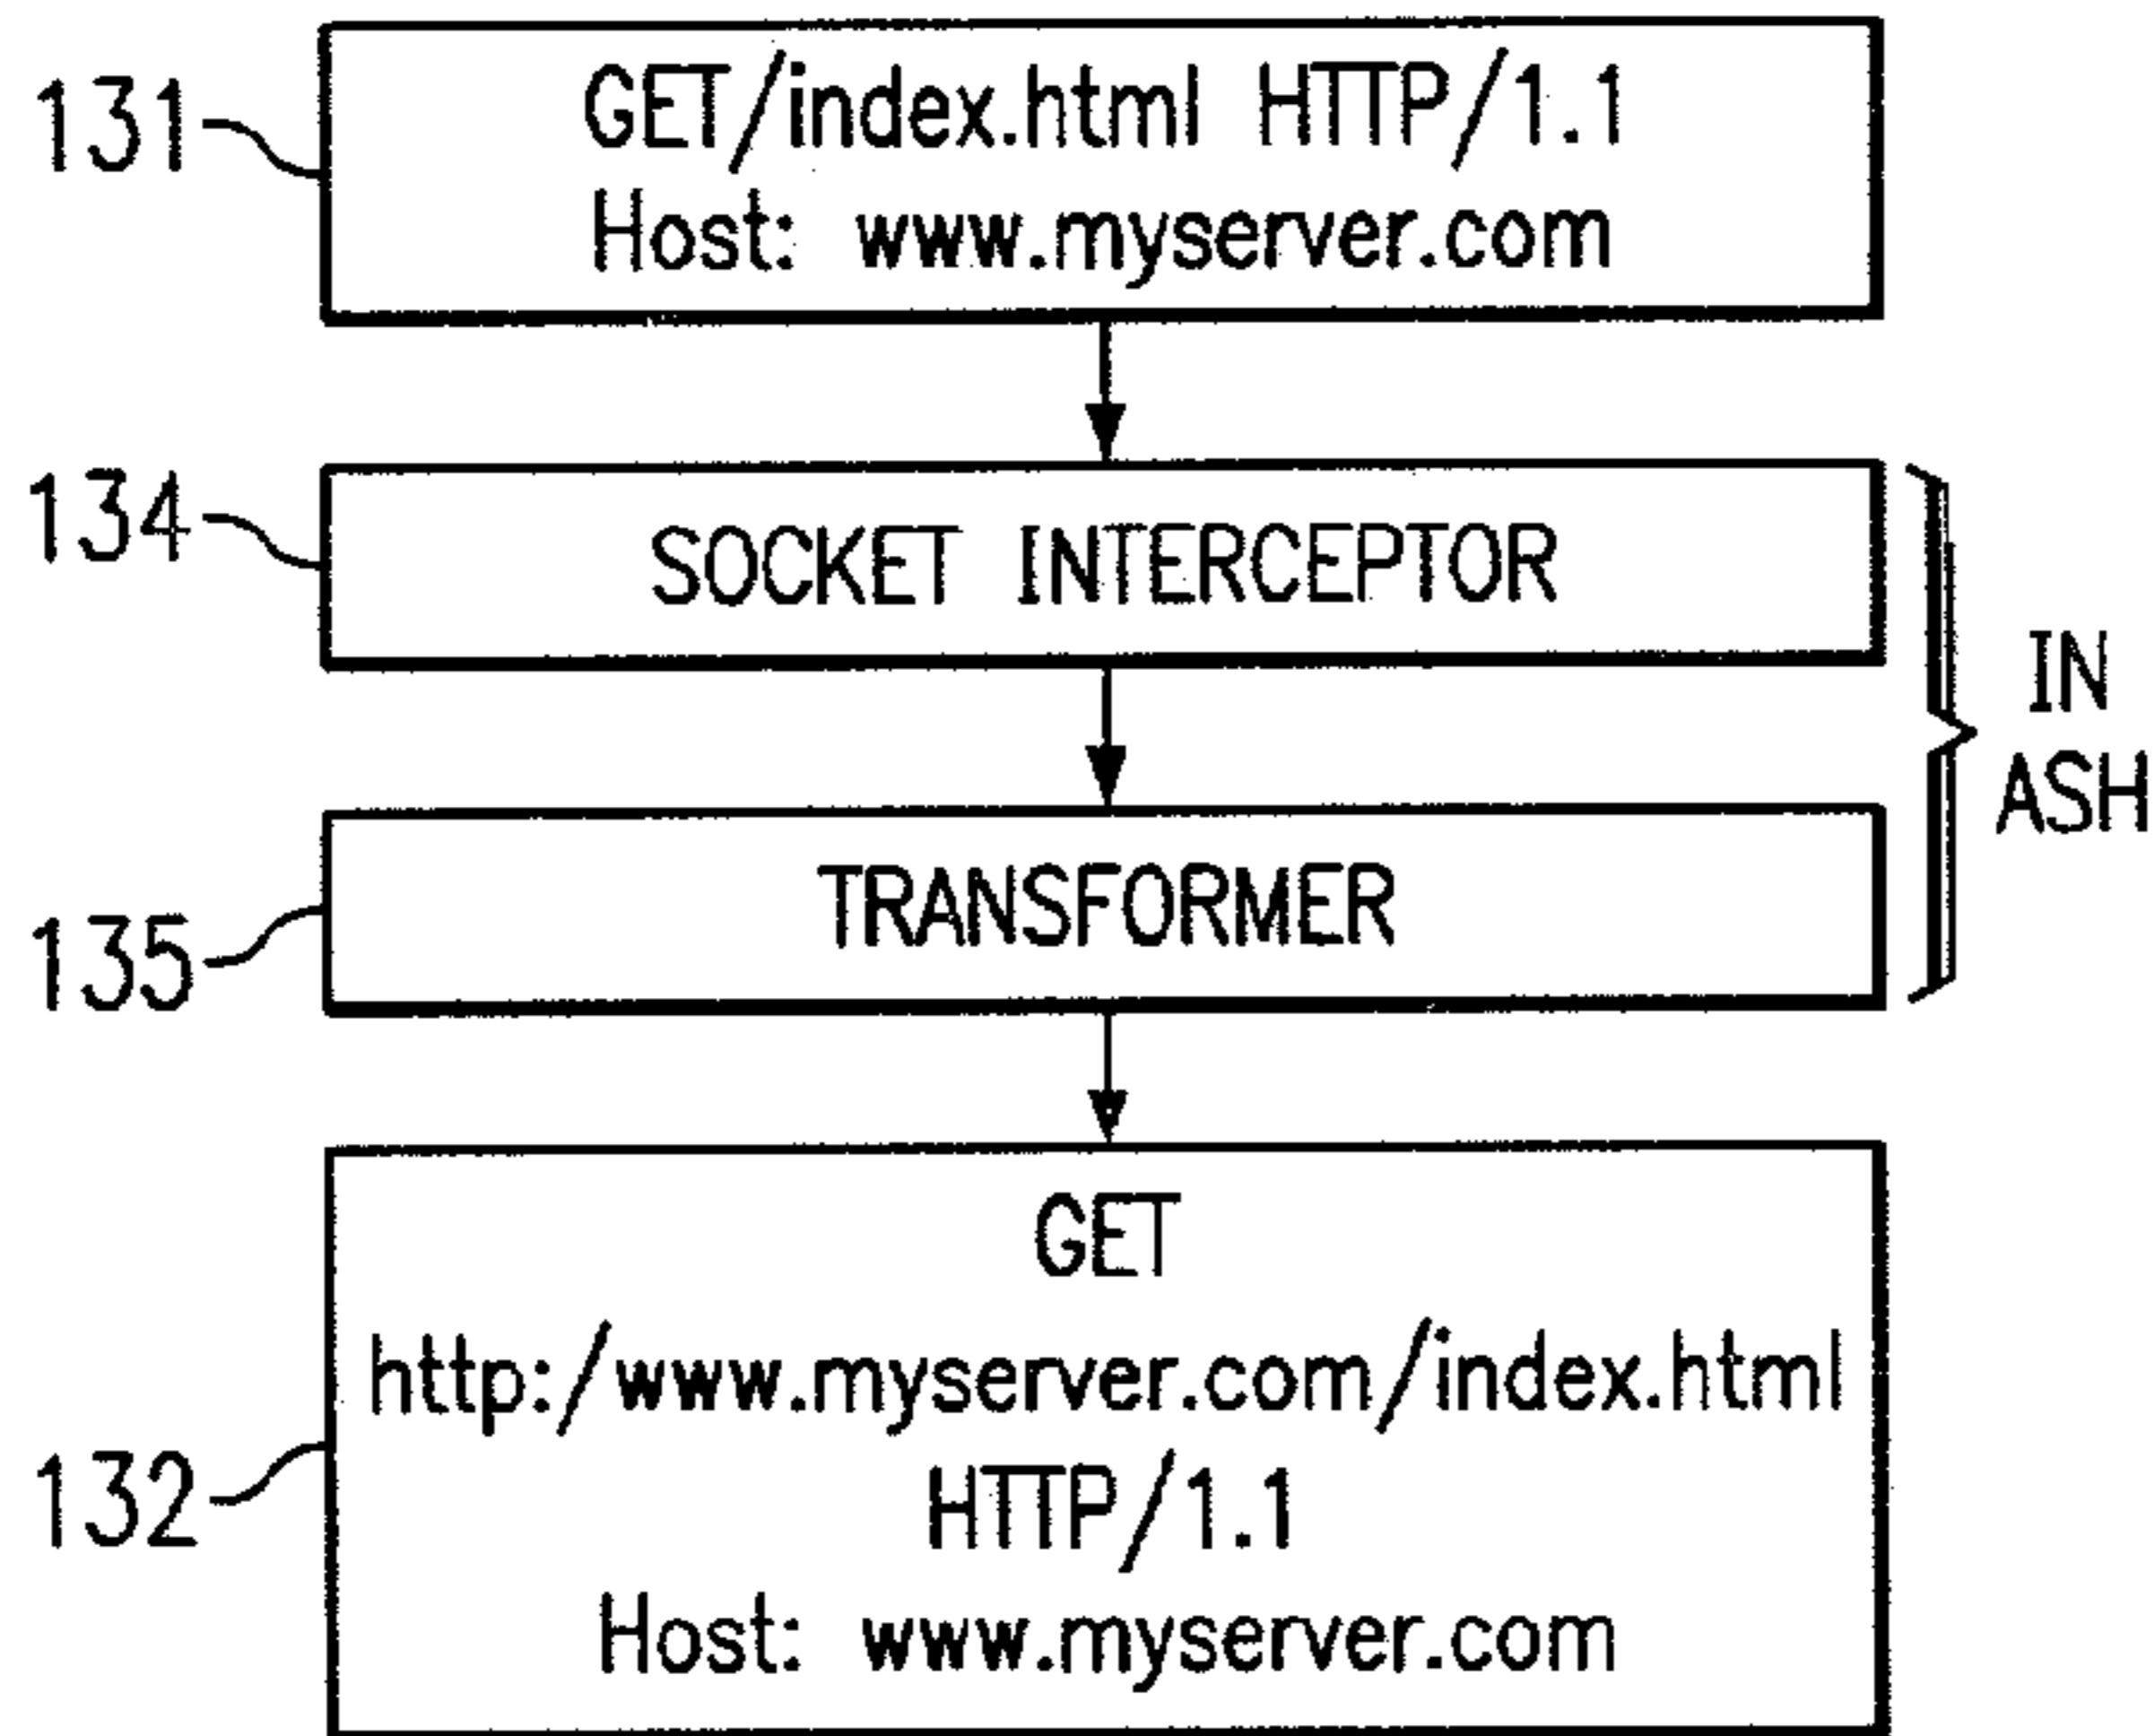 131
GET/index.html HTTP/1.1
Host: www.myserver.com
134
SOCKET INTERCEPTOR
IN
ASH
135
TRANSFORMER
132
GET
http:/www.myserver.com/index.html
HTTP/1.1
Host: www.myserver.com